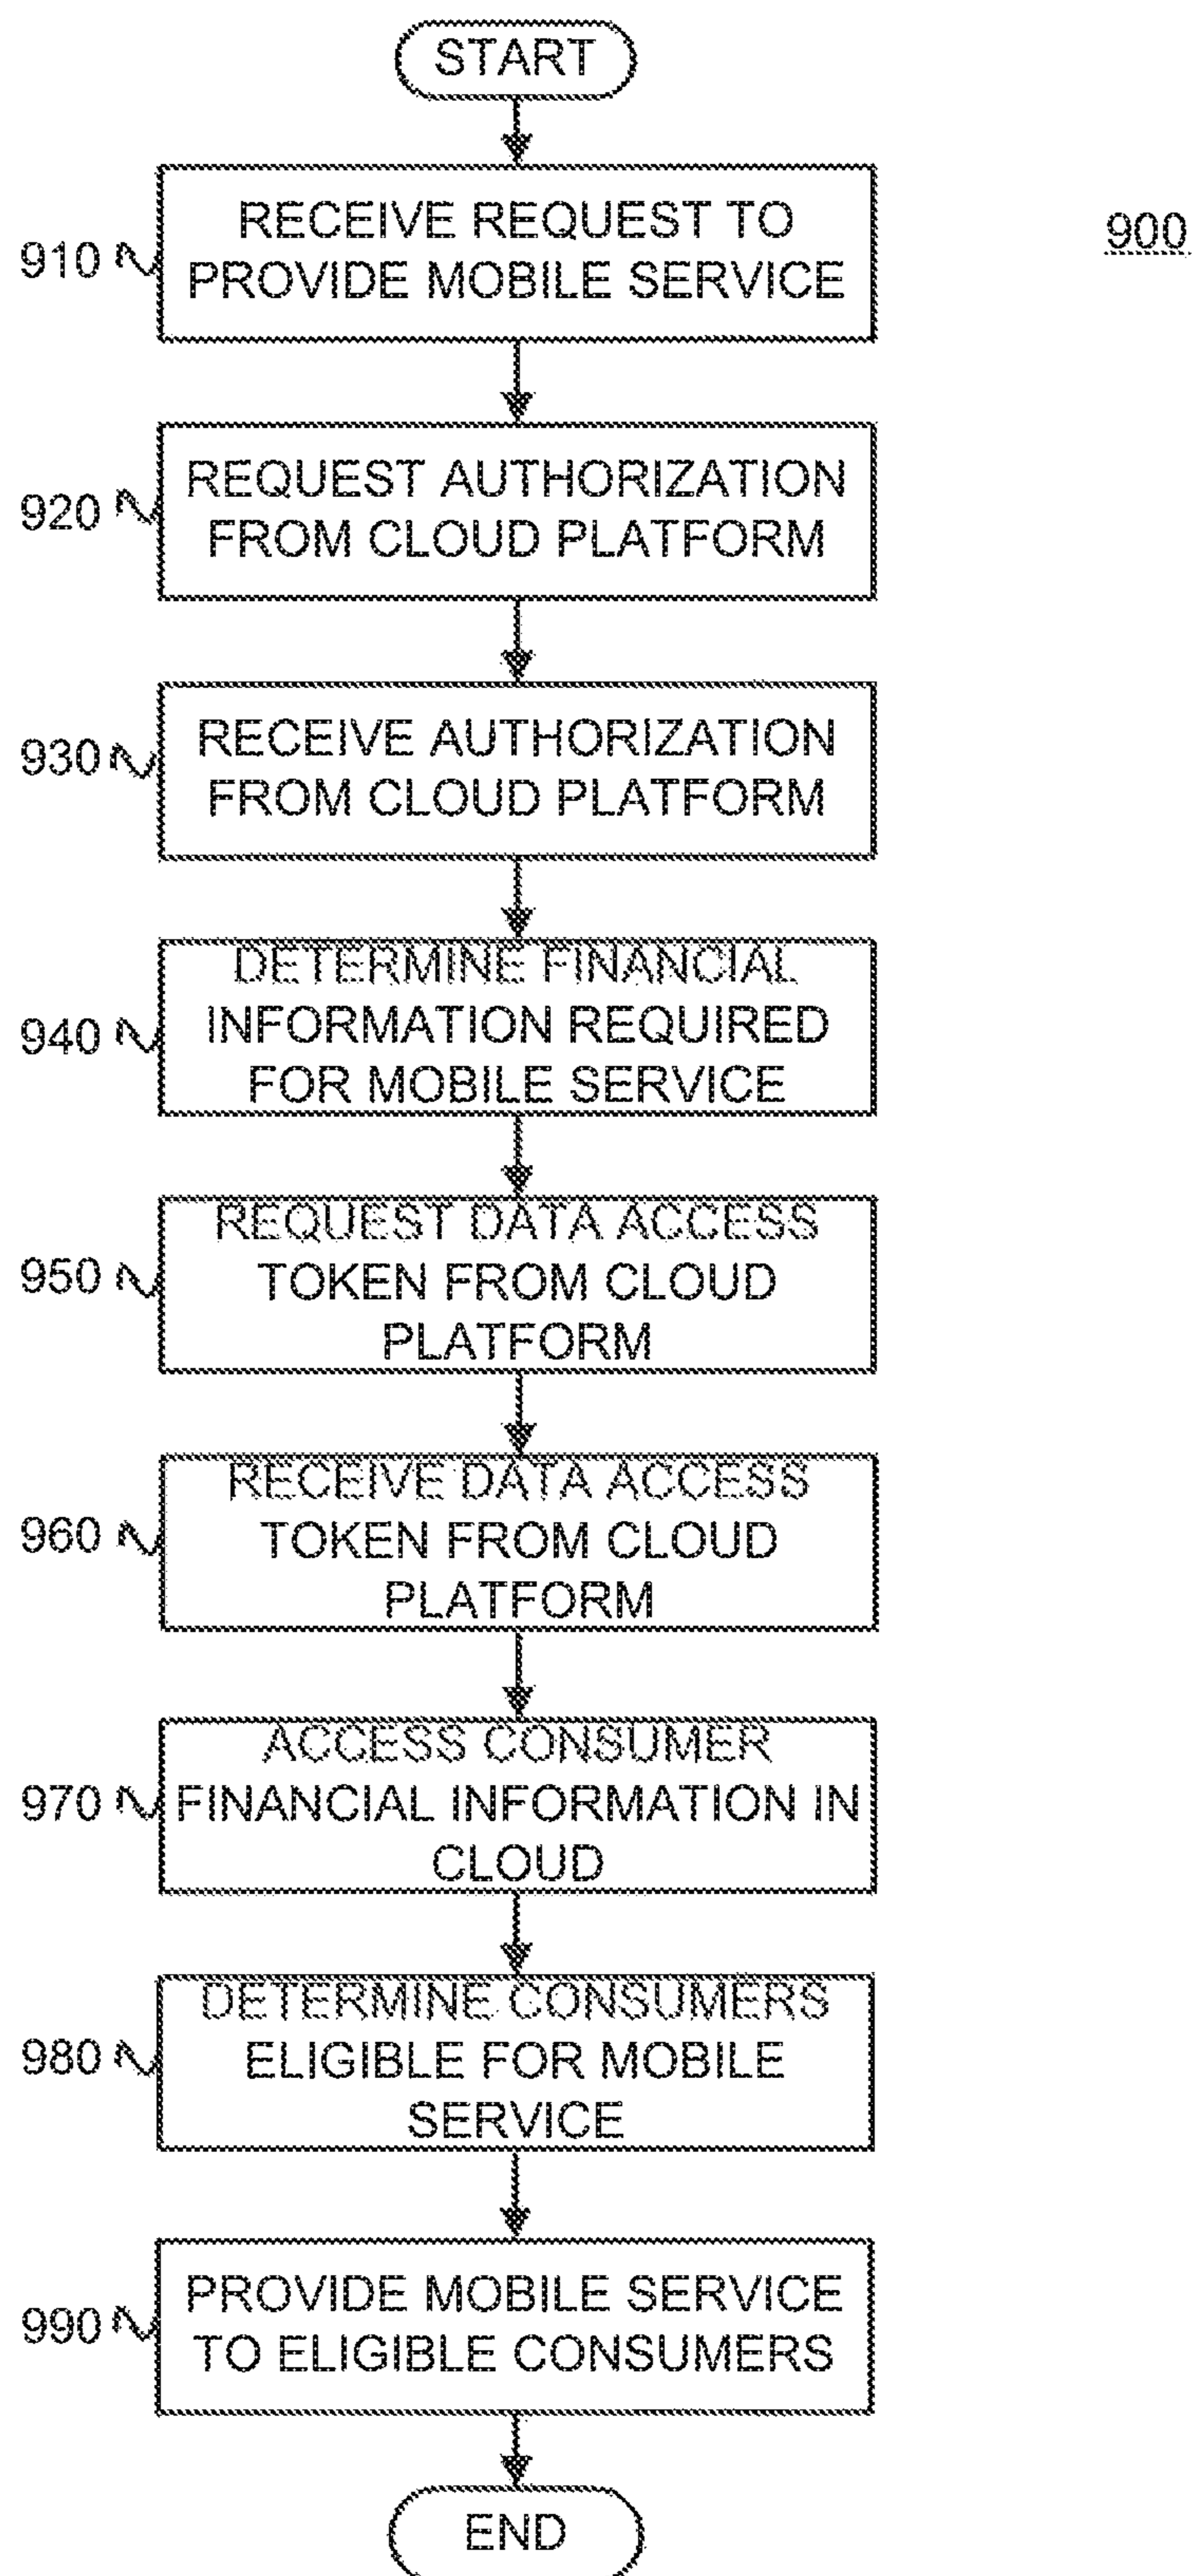 START
900
910
RECEIVE REQUEST TO
PROVIDE MOBILE SERVICE
920
REQUEST AUTHORIZATION
FROM CLOUD PLATFORM
930
RECEIVE AUTHORIZATION
FROM CLOUD PLATFORM
940
DETERMINE FINANCIAL
INFORMATION REQUIRED
FOR MOBILE SERVICE
950
REQUEST DATA ACCESS
TOKEN FROM CLOUD
PLATFORM
960
RECEIVE DATA ACCESS
TOKEN FROM CLOUD
PLATFORM
970
ACCESS CONSUMER
FINANCIAL INFORMATION IN
CLOUD
980
DETERMINE CONSUMERS
ELIGIBLE FOR MOBILE
SERVICE
990
PROVIDE MOBILE SERVICE
TO ELIGIBLE CONSUMERS
END